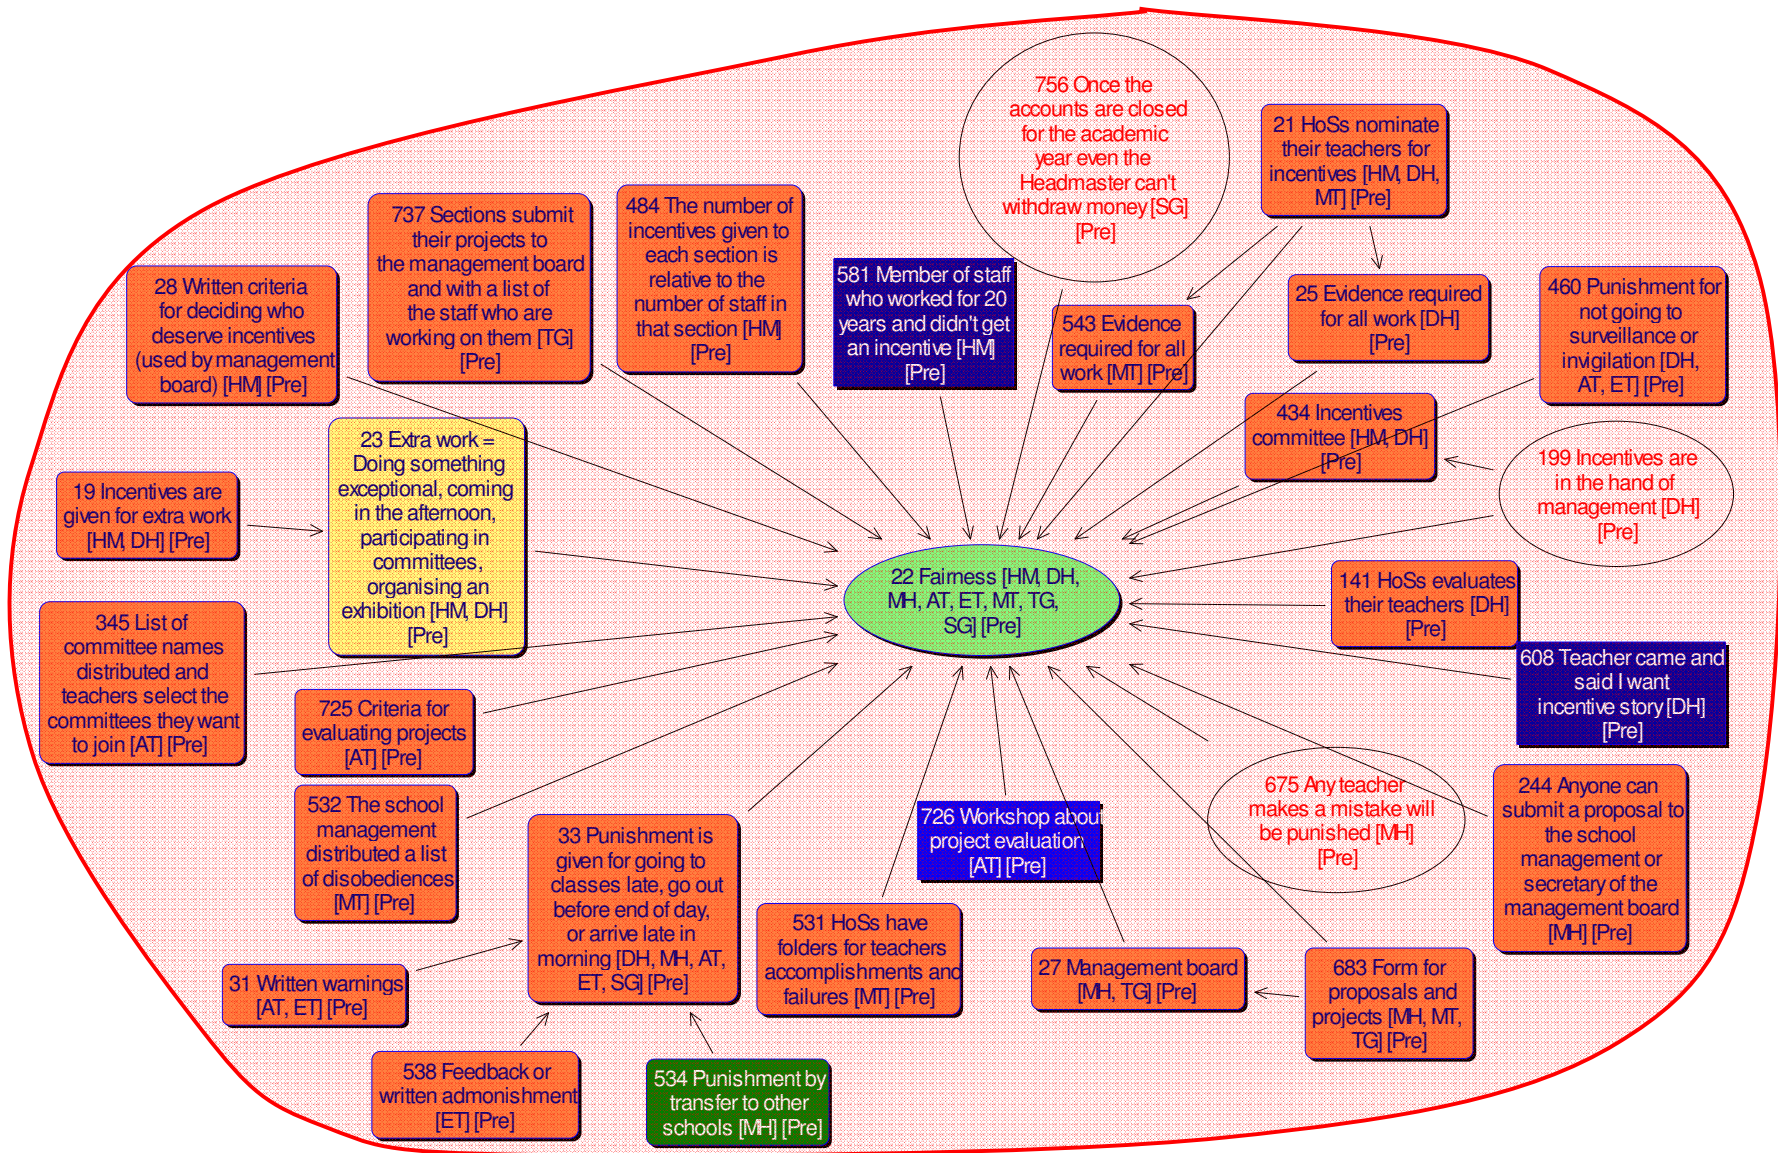 756 Once the
accounts are closed
for the academic
year even the
Headmaster can't
withdraw money [SG]
[Pre]
21 HoSs nominate
their teachers for
incentives [HM, DH,
MT] [Pre]
737 Sections submit
their projects to
the management board
and with a list of
the staff who are
working on them [TG]
[Pre]
484 The number of
incentives given to
each section is
relative to the
number of staff in
that section [HM]
[Pre]
28 Written criteria
for deciding who
deserve incentives
(used by management
board) [HM] [Pre]
581 Member of staff
who worked for 20
years and didn't get
an incentive [HM]
[Pre]
543 Evidence
required for all
work [MT] [Pre]
25 Evidence required
for all work [DH]
[Pre]
460 Punishment for
not going to
surveillance or
invigilation [DH,
AT, ET] [Pre]
434 Incentives
committee [HM, DH]
[Pre]
199 Incentives are
in the hand of
management [DH]
[Pre]
23 Extra work =
Doing something
exceptional, coming
in the afternoon,
participating in
committees,
organising an
exhibition [HM, DH]
[Pre]
19 Incentives are
given for extra work
[HM, DH] [Pre]
22 Fairness [HM, DH,
MH, AT, ET, MT, TG,
SG] [Pre]
141 HoSs evaluates
their teachers [DH]
[Pre]
345 List of
committee names
distributed and
teachers select the
committees they want
to join [AT] [Pre]
608 Teacher came and
said I want
incentive story [DH]
[Pre]
725 Criteria for
evaluating projects
[AT] [Pre]
675 Any teacher
makes a mistake will
be punished [MH]
[Pre]
244 Anyone can
submit a proposal to
the school
management or
secretary of the
management board
[MH] [Pre]
532 The school
management
distributed a list
of disobediences
[MT] [Pre]
33 Punishment is
given for going to
classes late, go out
before end of day,
or arrive late in
morning [DH, MH, AT,
ET, SG] [Pre]
726 Workshop about
project evaluation
[AT] [Pre]
531 HoSs have
folders for teachers
accomplishments and
failures [MT] [Pre]
27 Management board
[MH, TG] [Pre]
683 Form for
proposals and
projects [MH, MT,
TG] [Pre]
31 Written warnings
[AT, ET] [Pre]
538 Feedback or
written admonishment
[ET] [Pre]
534 Punishment by
transfer to other
schools [MH] [Pre]